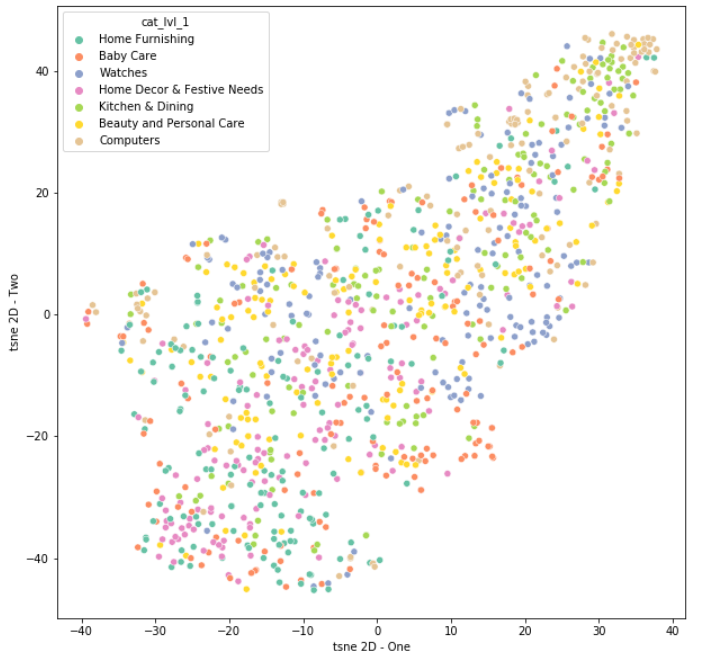 cat_lvl_1
Home Furnishing
Baby Care
Watches
Home Decor & Festive Needs
Kitchen & Dining
Beauty and Personal Care
Computers
40
20
0
−20
−40
tsne 2D - Two
−40 −30 −20 −10 0 10 20 30 40
tsne 2D - One